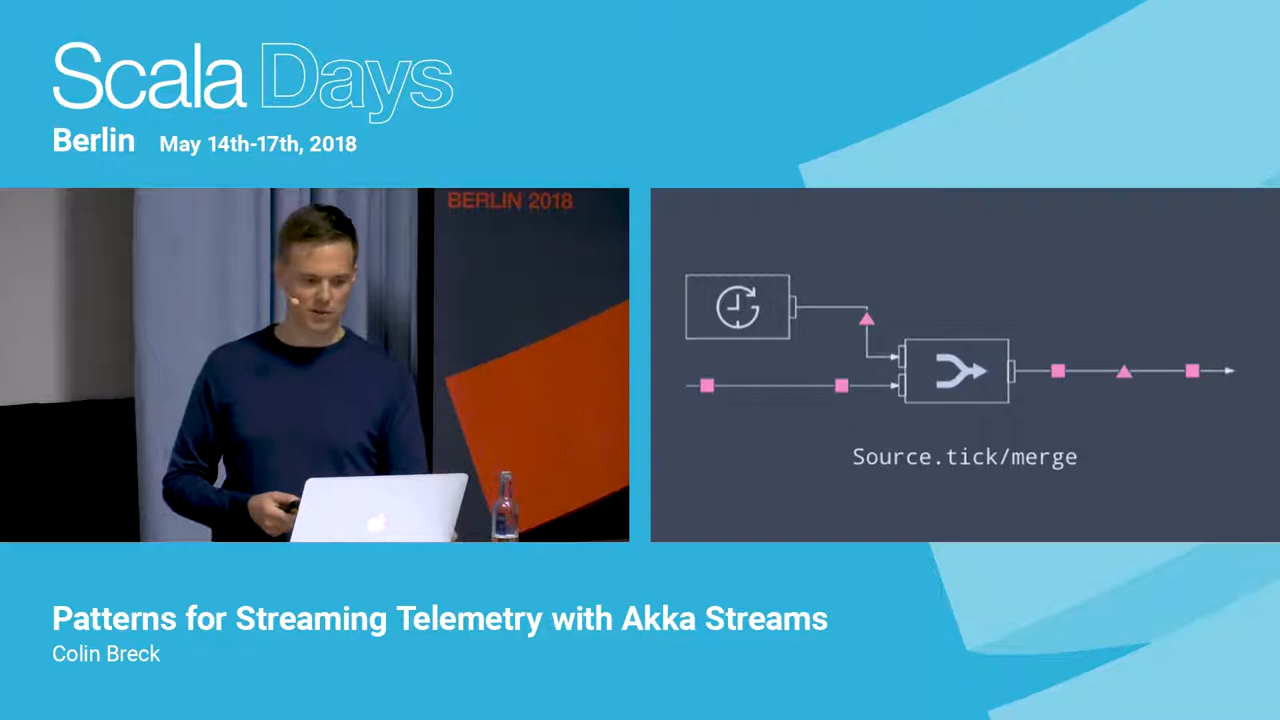 Scala Days
Berlin May 14th-17th, 2018
BERLIN 2018
Source.tick/merge
Patterns for Streaming Telemetry with Akka Streams
Colin Breck